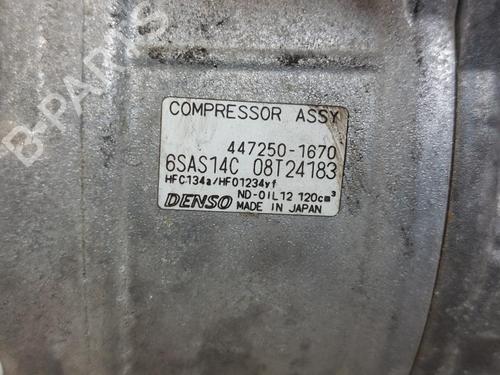 B-PARTS
COMPRESSOR ASSY
447250-1670
6SAS14C 08T24183
HFC134a/HFO1234yf
ND-OIL12 120cm³
DENSO MADE IN JAPAN